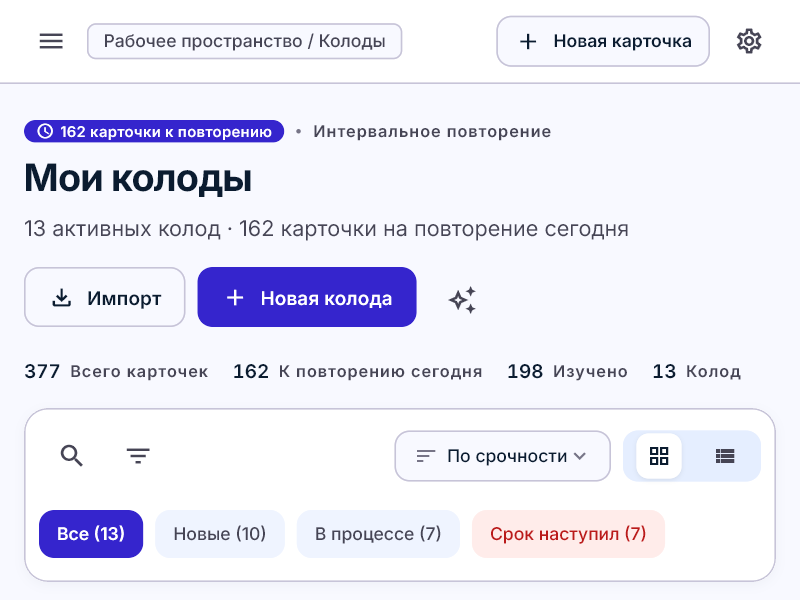 Рабочее пространство / Колоды
Новая карточка
162 карточки к повторению • Интервальное повторение
Мои колоды
13 активных колод · 162 карточки на повторение сегодня
Импорт
Новая колода
377 Всего карточек 162 К повторению сегодня 198 Изучено 13 Колод
По срочности
Все (13) Новые (10) В процессе (7) Срок наступил (7)